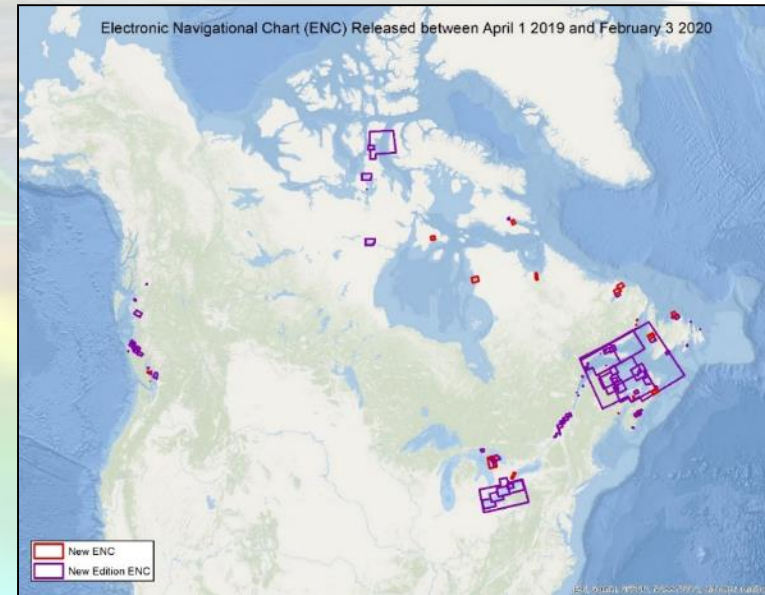 Electronic Navigational Chart (ENC) Released between April 1 2019 and February 3 2020
New ENC
New Edition ENC